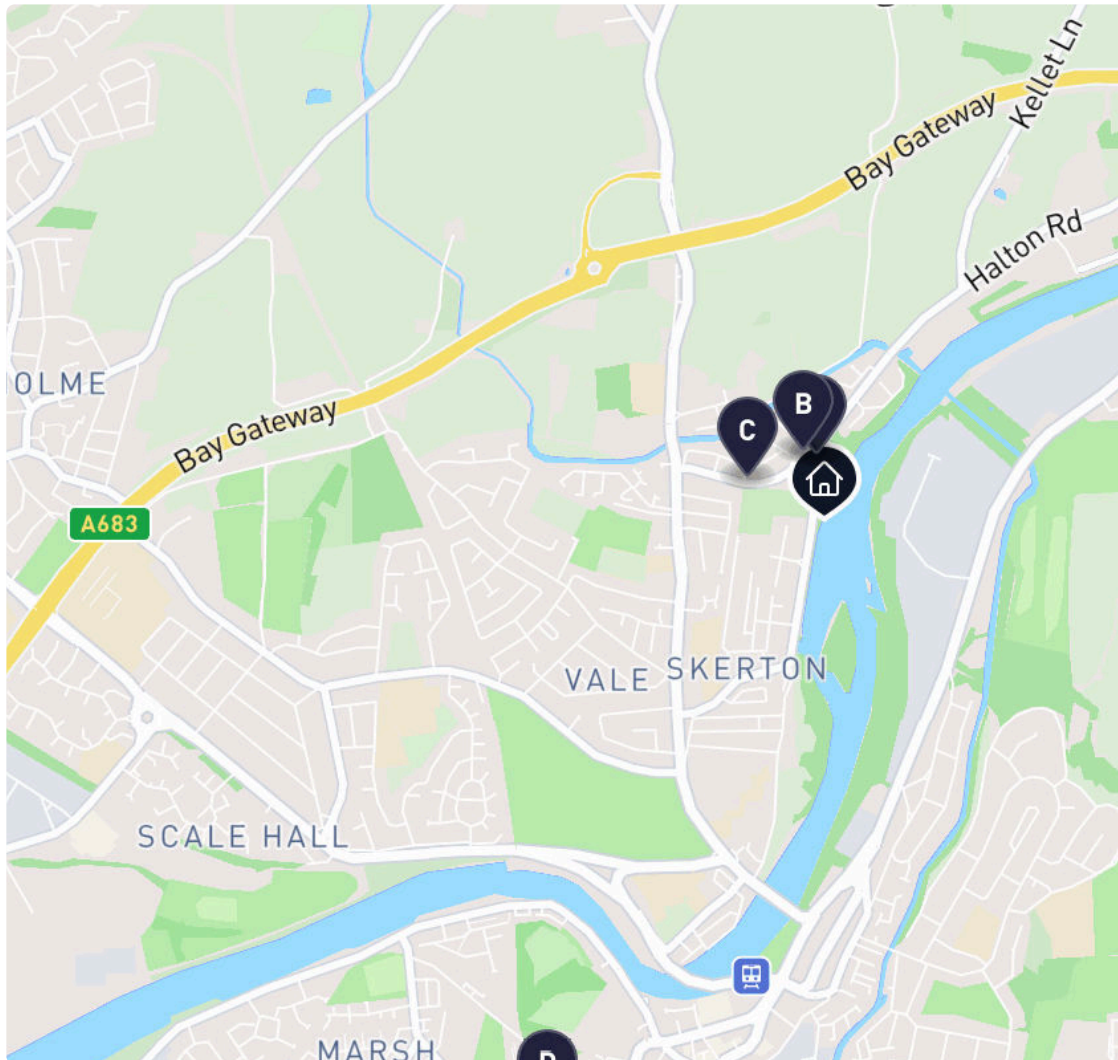 Kellet Ln
Bay Gateway
Halton Rd
OLME
B
C
Bay Gateway
A683
VALE
SKERTON
SCALE HALL
MARSH